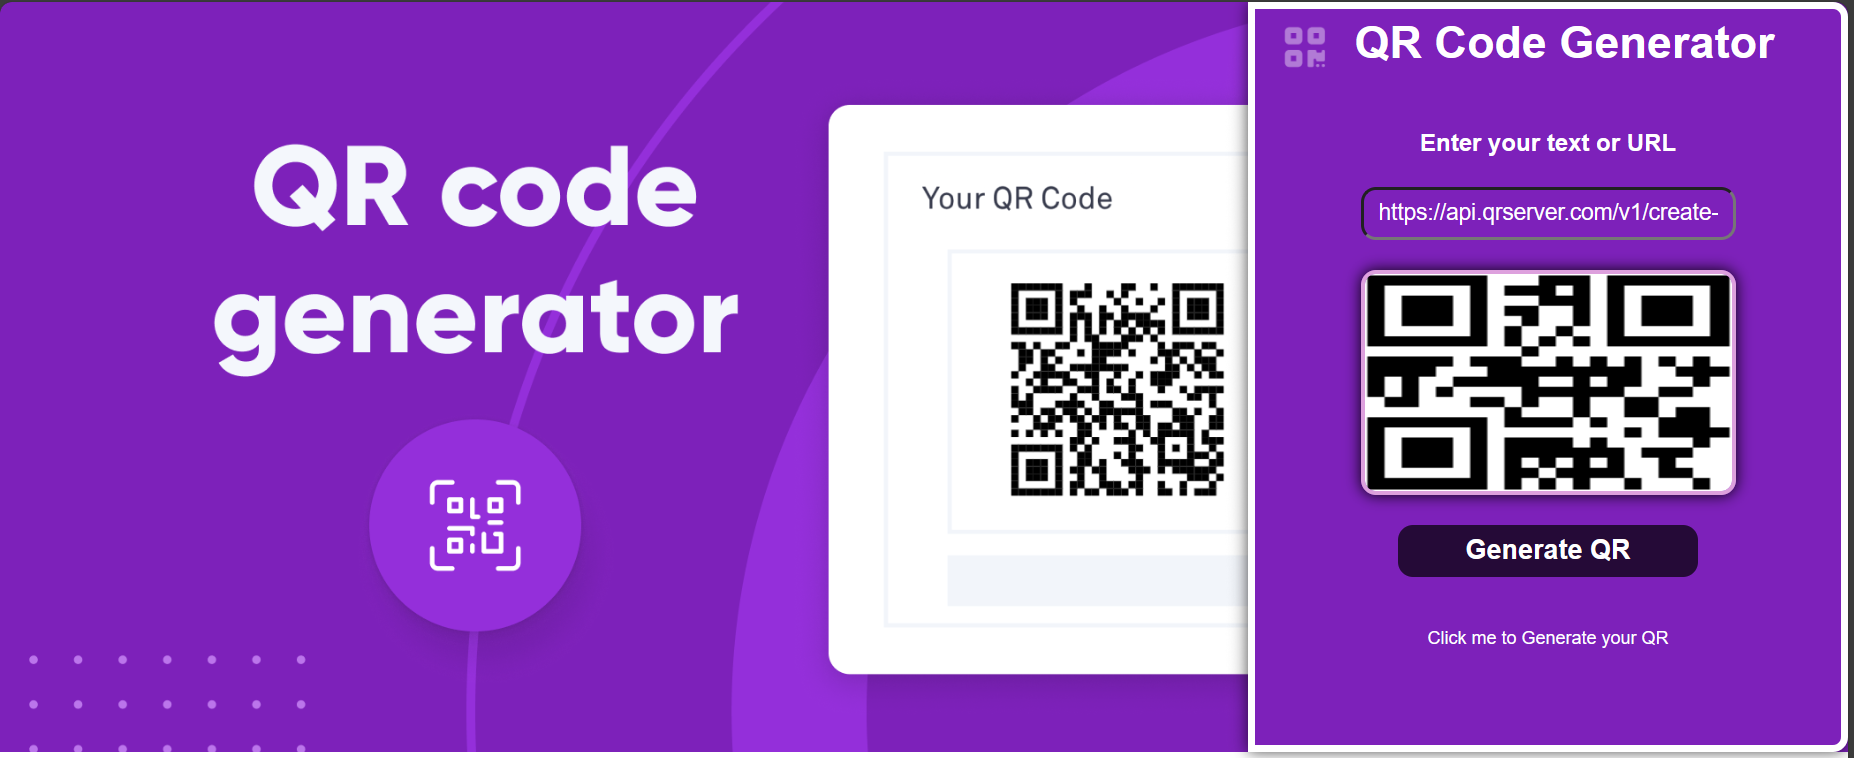 QR code
generator
Your QR Code
QR Code Generator
Enter your text or URL
https://api.qrserver.com/v1/create-
Generate QR
Click me to Generate your QR